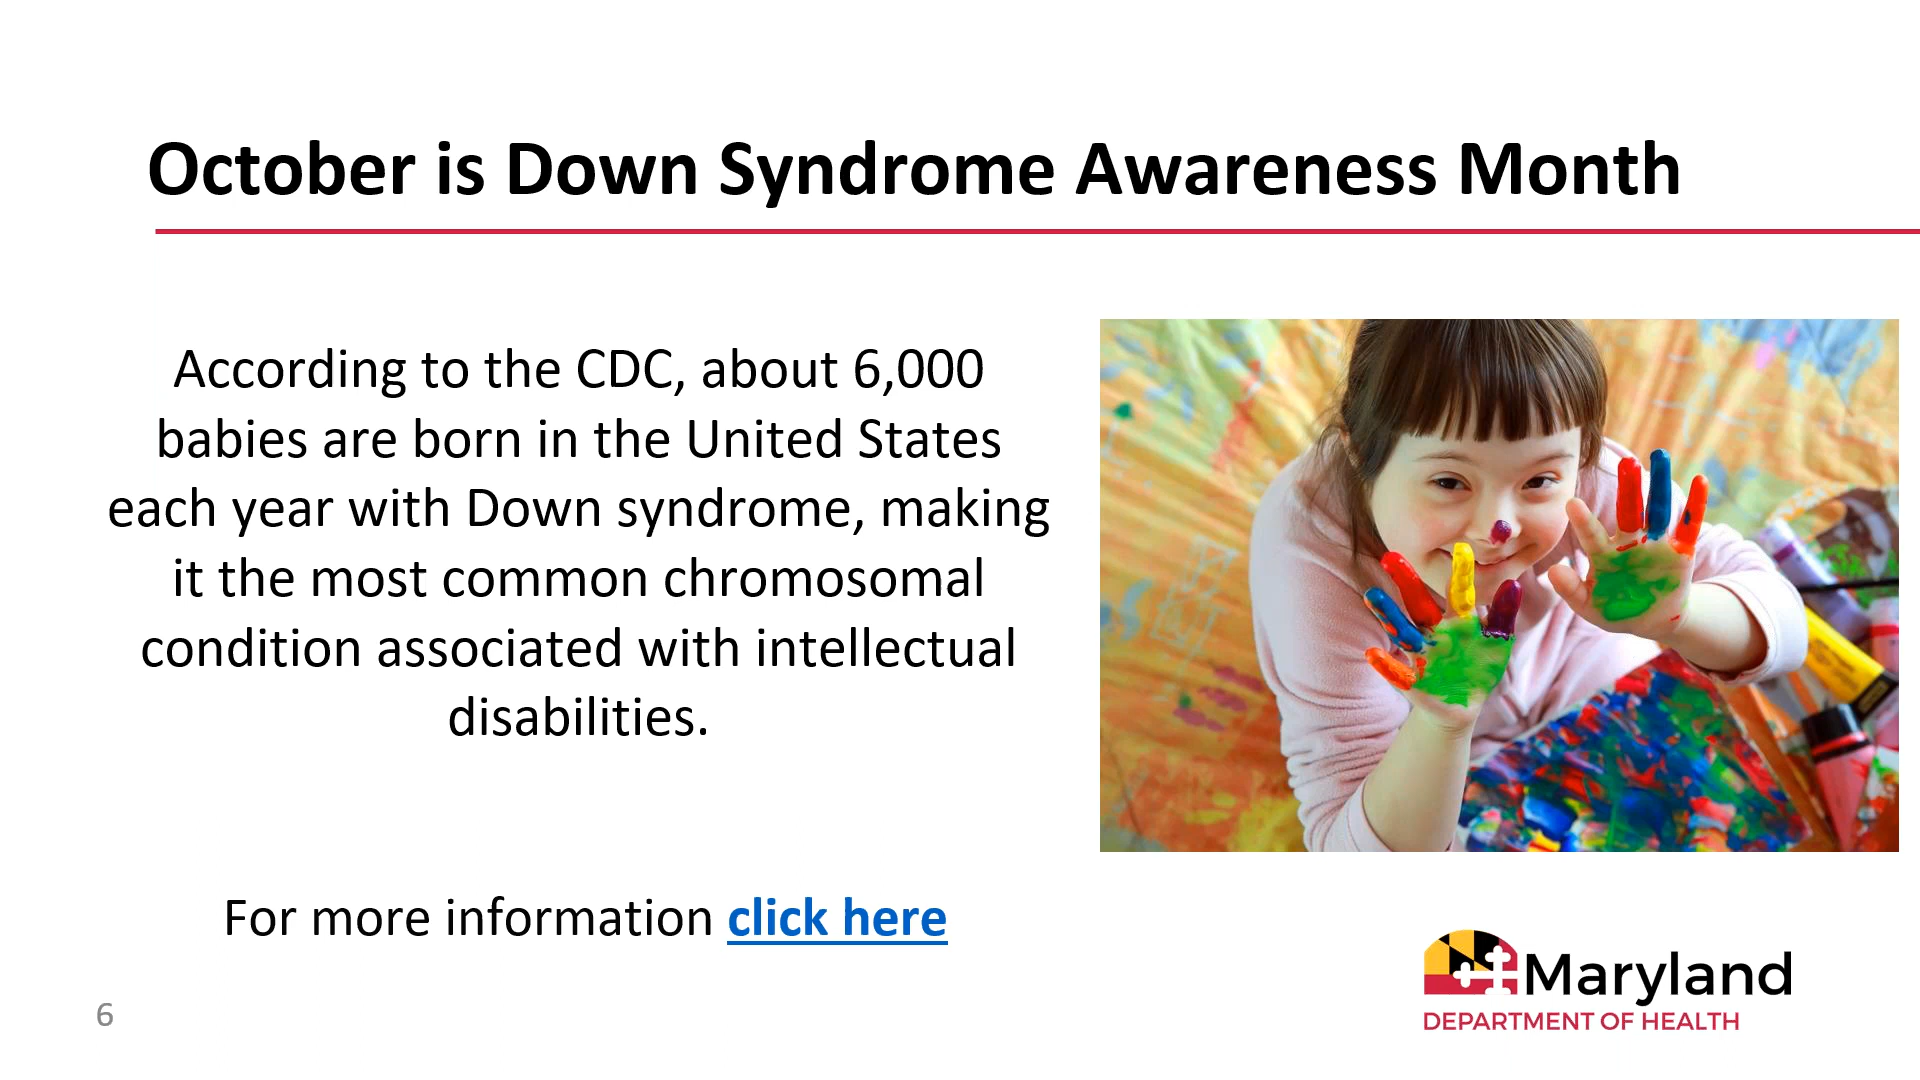 October is Down Syndrome Awareness Month
According to the CDC, about 6,000
babies are born in the United States
each year with Down syndrome, making
it the most common chromosomal
condition associated with intellectual
disabilities.
For more information click here
Maryland
DEPARTMENT OF HEALTH
6